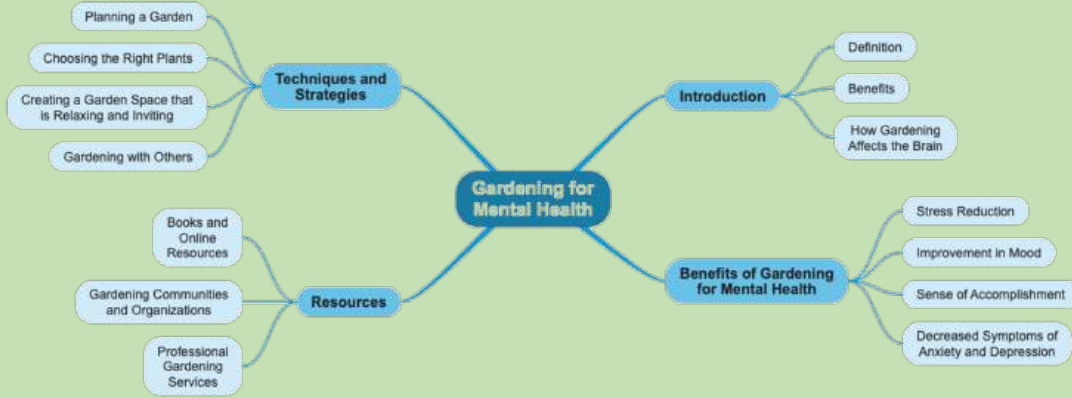 Gardening for
Mental Health
Introduction
Definition
Benefits
How Gardening
Affects the Brain
Benefits of Gardening
for Mental Health
Stress Reduction
Improvement in Mood
Sense of Accomplishment
Decreased Symptoms of
Anxiety and Depression
Techniques and
Strategies
Planning a Garden
Choosing the Right Plants
Creating a Garden Space that
is Relaxing and Inviting
Gardening with Others
Resources
Books and
Online
Resources
Gardening Communities
and Organizations
Professional
Gardening
Services